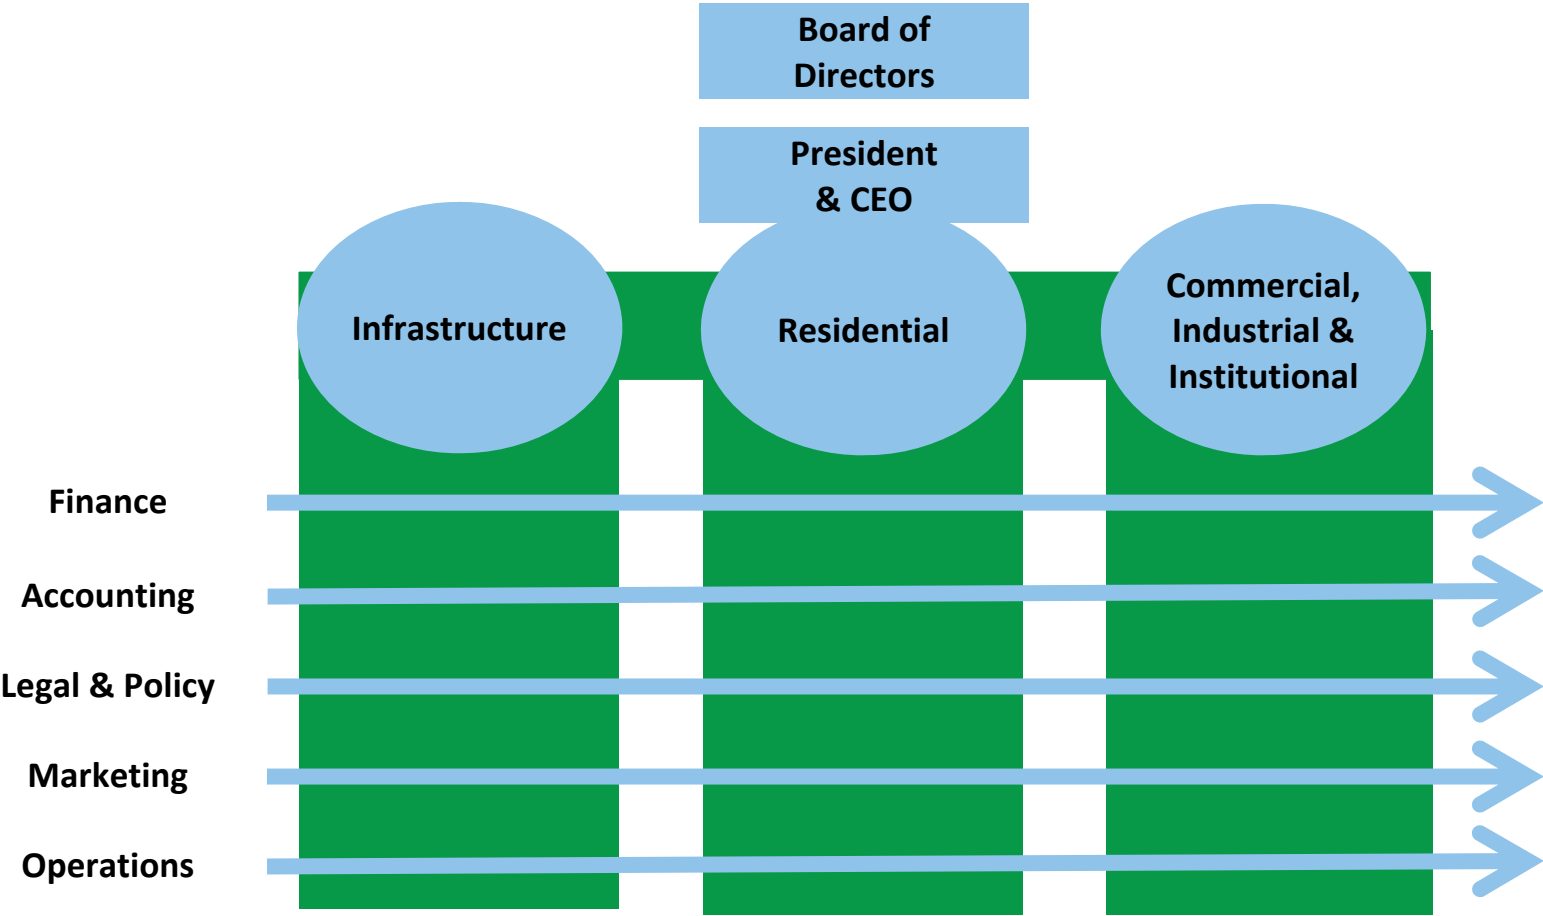 Board of
Directors
President
& CEO
Infrastructure
Residential
Commercial,
Industrial &
Institutional
Finance
Accounting
Legal & Policy
Marketing
Operations